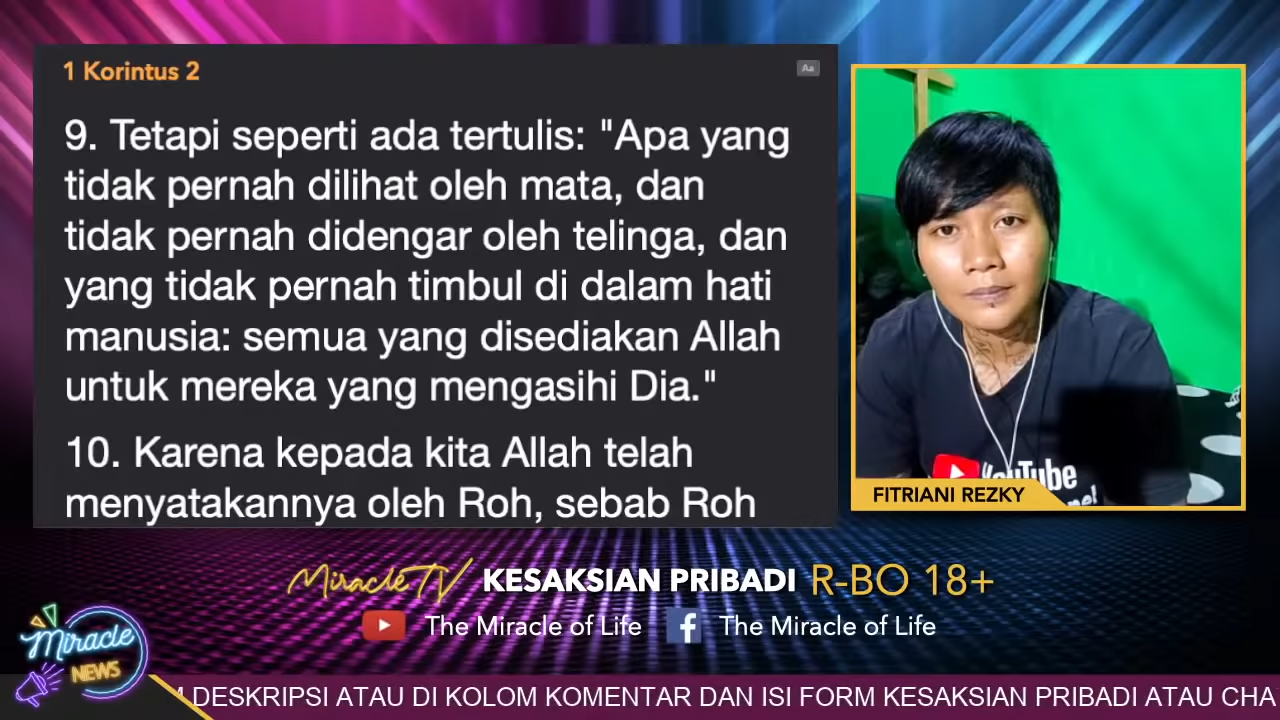 1 Korintus 2
Aa
9. Tetapi seperti ada tertulis: "Apa yang
tidak pernah dilihat oleh mata, dan
tidak pernah didengar oleh telinga, dan
yang tidak pernah timbul di dalam hati
manusia: semua yang disediakan Allah
untuk mereka yang mengasihi Dia."
10. Karena kepada kita Allah telah
menyatakannya oleh Roh, sebab Roh
YouTube
FITRIANI REZKY
Miracle TV KESAKSIAN PRIBADI R-BO 18+
The Miracle of Life The Miracle of Life
Miracle
NEWS
DESKRIPSI ATAU DI KOLOM KOMENTAR DAN ISI FORM KESAKSIAN PRIBADI ATAU CHA